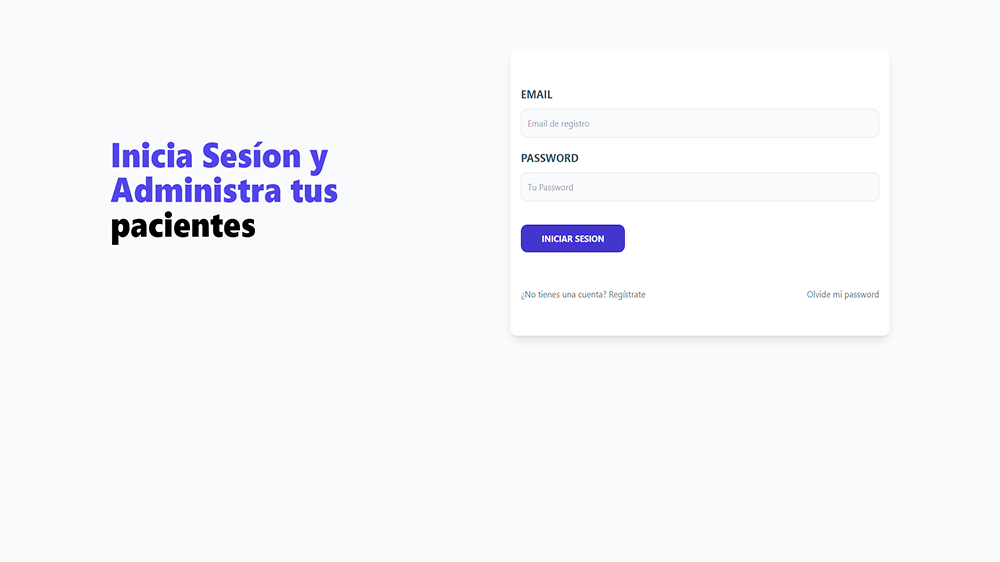 Inicia Sesíon y
Administra tus
pacientes
EMAIL
Email de registro
PASSWORD
Tu Password
INICIAR SESION
¿No tienes una cuenta? Regístrate
Olvide mi password